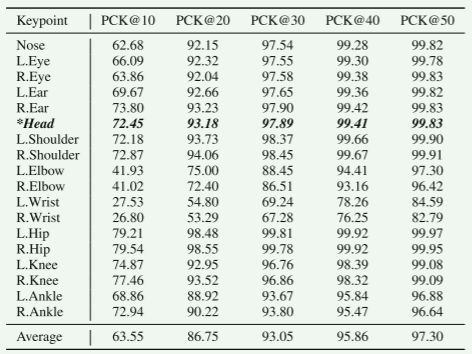 Keypoint PCK@10 PCK@20 PCK@30 PCK@40 PCK@50
Nose 62.68 92.15 97.54 99.28 99.82
L.Eye 66.09 92.32 97.55 99.30 99.78
R.Eye 63.86 92.04 97.58 99.38 99.83
L.Ear 69.67 92.66 97.65 99.36 99.82
R.Ear 73.80 93.23 97.90 99.42 99.83
*Head 72.45 93.18 97.89 99.41 99.83
L.Shoulder 72.18 93.73 98.37 99.66 99.90
R.Shoulder 72.87 94.06 98.45 99.67 99.91
L.Elbow 41.93 75.00 88.45 94.41 97.30
R.Elbow 41.02 72.40 86.51 93.16 96.42
L.Wrist 27.53 54.80 69.24 78.26 84.59
R.Wrist 26.80 53.29 67.28 76.25 82.79
L.Hip 79.21 98.48 99.81 99.92 99.97
R.Hip 79.54 98.55 99.78 99.92 99.95
L.Knee 74.87 92.95 96.76 98.39 99.08
R.Knee 77.46 93.52 96.86 98.32 99.09
L.Ankle 68.86 88.92 93.67 95.84 96.88
R.Ankle 72.94 90.22 93.80 95.47 96.64
Average 63.55 86.75 93.05 95.86 97.30